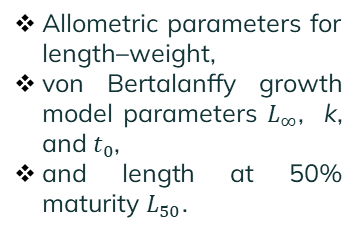 ❖ Allometric parameters for
length–weight,
❖ von Bertalanffy growth
model parameters L∞, k,
and t₀,
❖ and length at 50%
maturity L₅₀.